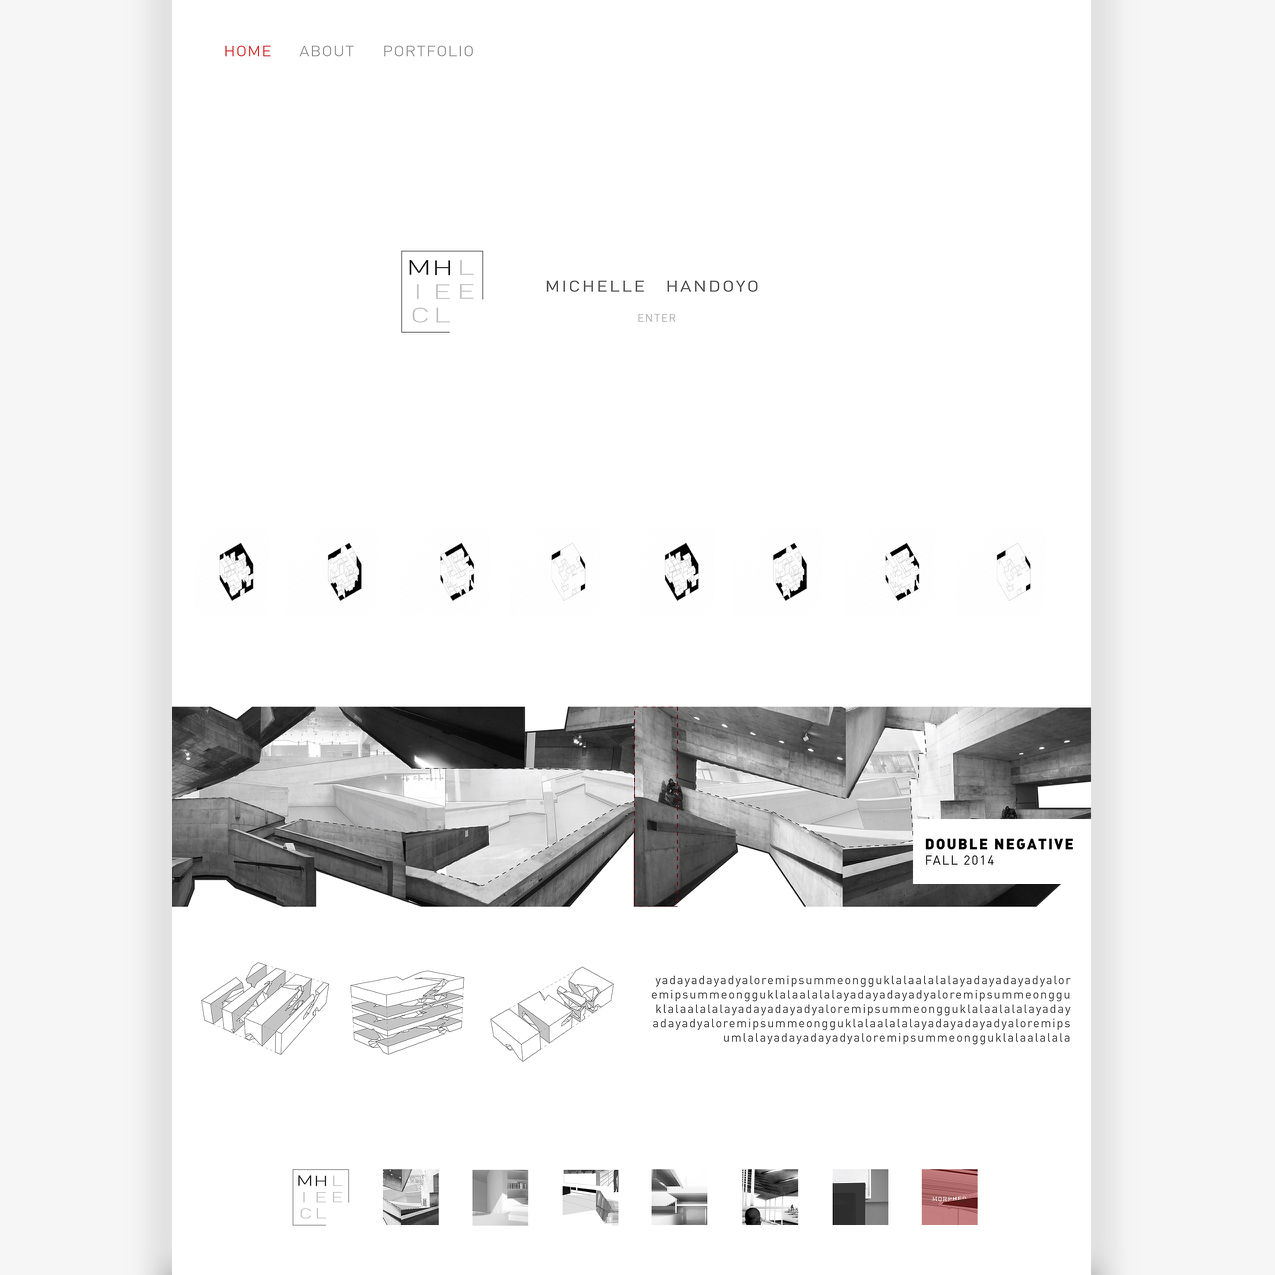 HOME ABOUT PORTFOLIO
MHL
IEE
CL
MICHELLE HANDOYO
ENTER
DOUBLE NEGATIVE
FALL 2014
yadayadayadyaloremipsummeongguklalaalalalayadayadayadyalor
emipsummeongguklalaalalalayadayadayadyaloremipsummeonggu
klalaalalalayadayadayadyaloremipsummeongguklalaalalalayaday
adayadyaloremipsummeongguklalaalalalayadayadayadyaloremips
umlalayadayadayadyaloremipsummeongguklalaalalala
MHL
IEE
CL